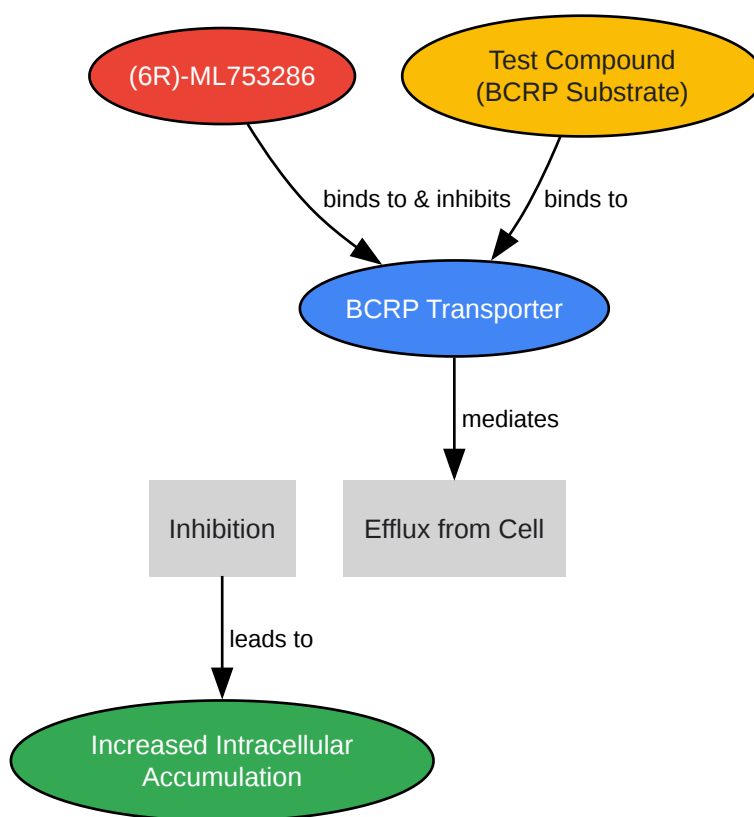 (6R)-ML753286
Test Compound
(BCRP Substrate)
binds to & inhibits
binds to
BCRP Transporter
mediates
Inhibition
Efflux from Cell
leads to
Increased Intracellular
Accumulation